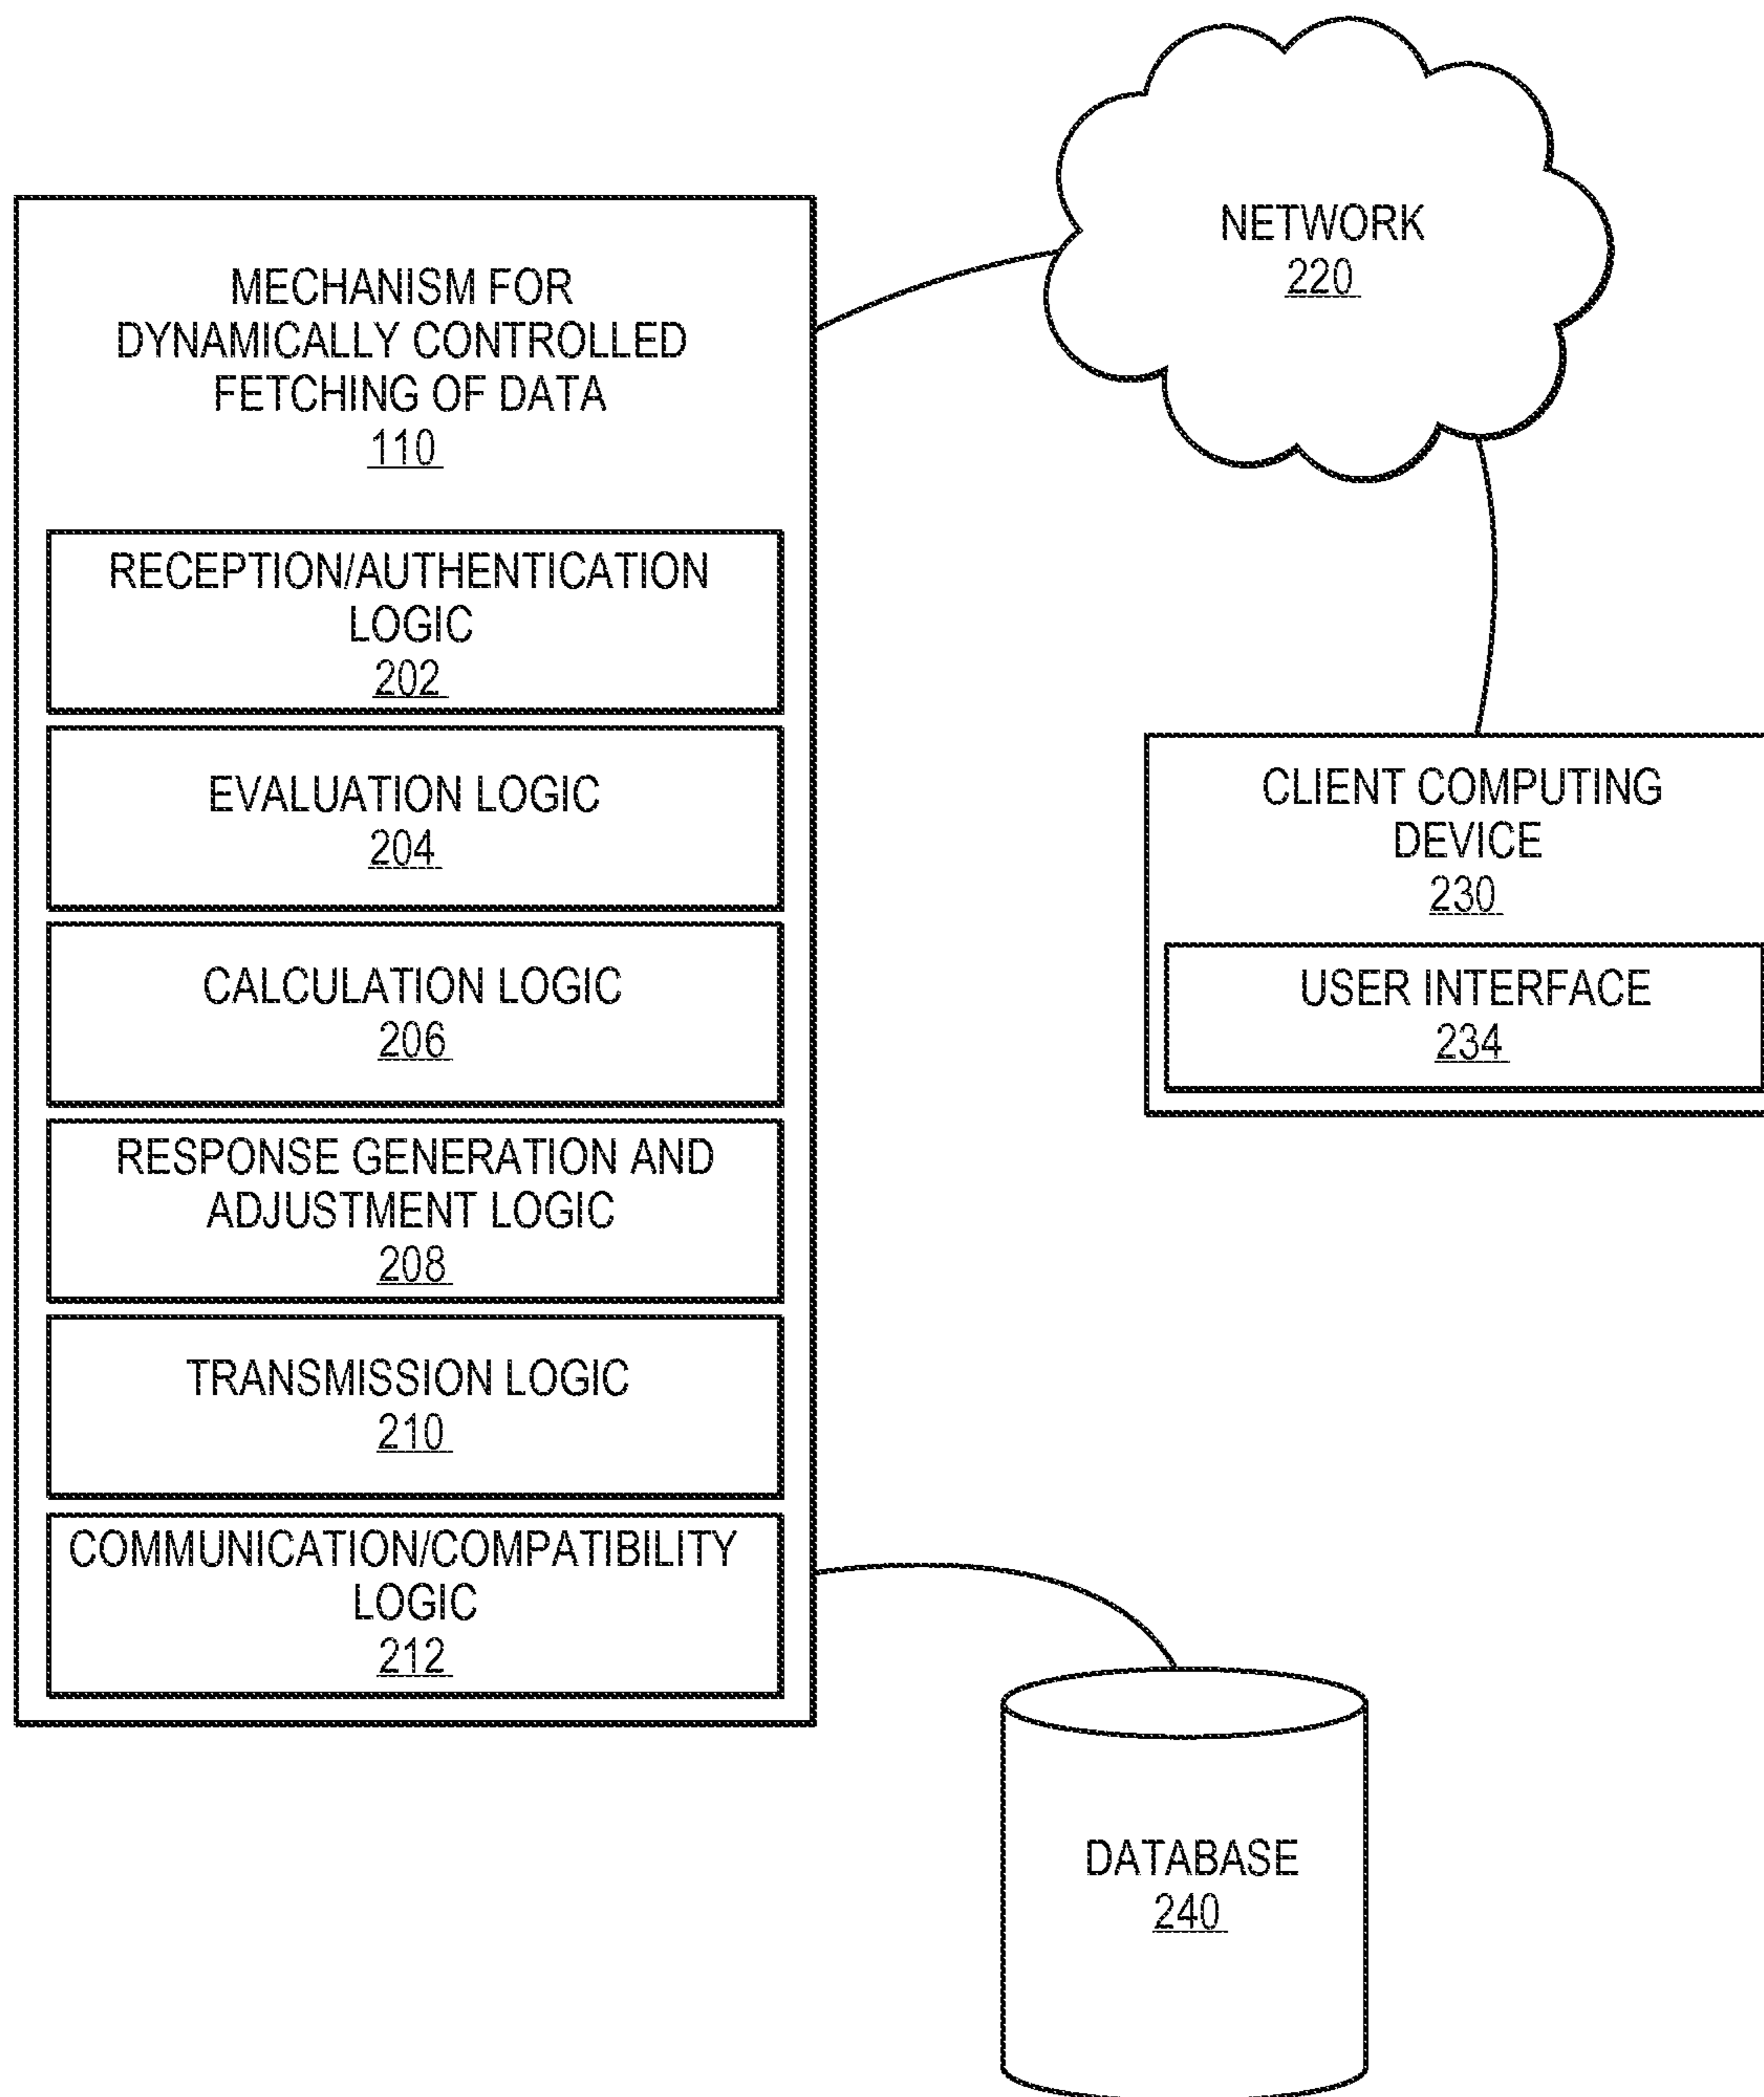 MECHANISM FOR
DYNAMICALLY CONTROLLED
FETCHING OF DATA
110
RECEPTION/AUTHENTICATION
LOGIC
202
EVALUATION LOGIC
204
CALCULATION LOGIC
206
RESPONSE GENERATION AND
ADJUSTMENT LOGIC
208
TRANSMISSION LOGIC
210
COMMUNICATION/COMPATIBILITY
LOGIC
212
NETWORK
220
CLIENT COMPUTING
DEVICE
230
USER INTERFACE
234
DATABASE
240